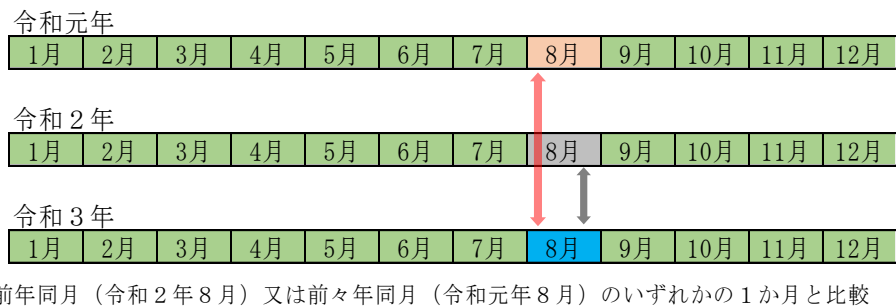 令和元年
1月 2月 3月 4月 5月 6月 7月 8月 9月 10月 11月 12月
令和２年
1月 2月 3月 4月 5月 6月 7月 8月 9月 10月 11月 12月
令和３年
1月 2月 3月 4月 5月 6月 7月 8月 9月 10月 11月 12月
前年同月（令和２年８月）又は前々年同月（令和元年８月）のいずれかの１か月と比較